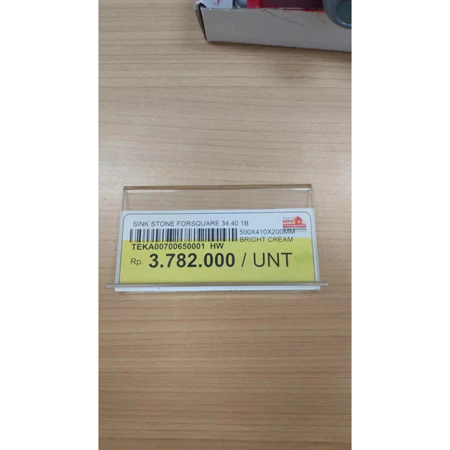 SINK STONE FORSQUARE 34.40 1B
500X410X200MM
BRIGHT CREAM
TEKA00700650001 HW
Rp. 3.782.000 / UNT